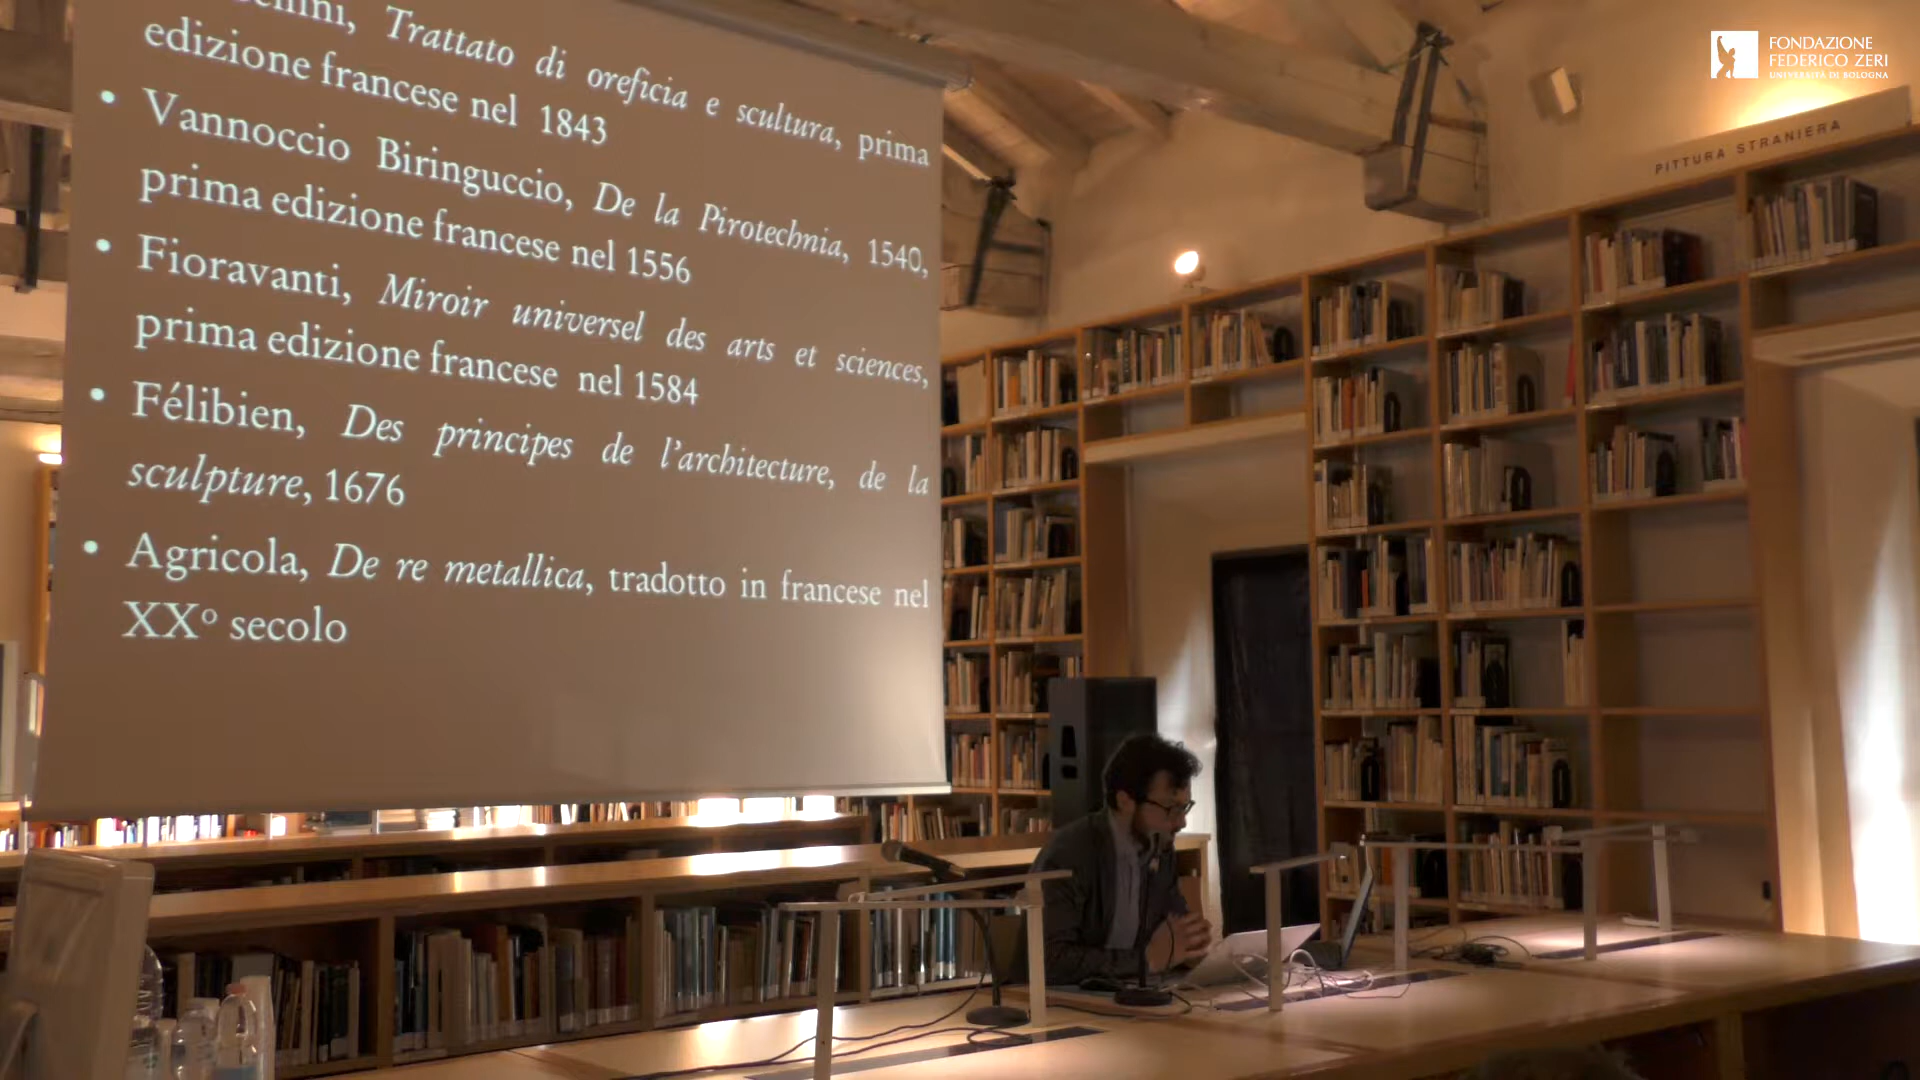 Trattato di oreficia e scultura, prima
edizione francese nel 1843
• Vannoccio Biringuccio, De la Pirotechnia, 1540,
prima edizione francese nel 1556
• Fioravanti, Miroir universel des arts et sciences,
prima edizione francese nel 1584
• Félibien, Des principes de l'architecture, de la
sculpture, 1676
• Agricola, De re metallica, tradotto in francese nel
XXº secolo
FONDAZIONE
FEDERICO ZERI
UNIVERSITÀ DI BOLOGNA
PITTURA STRANIERA